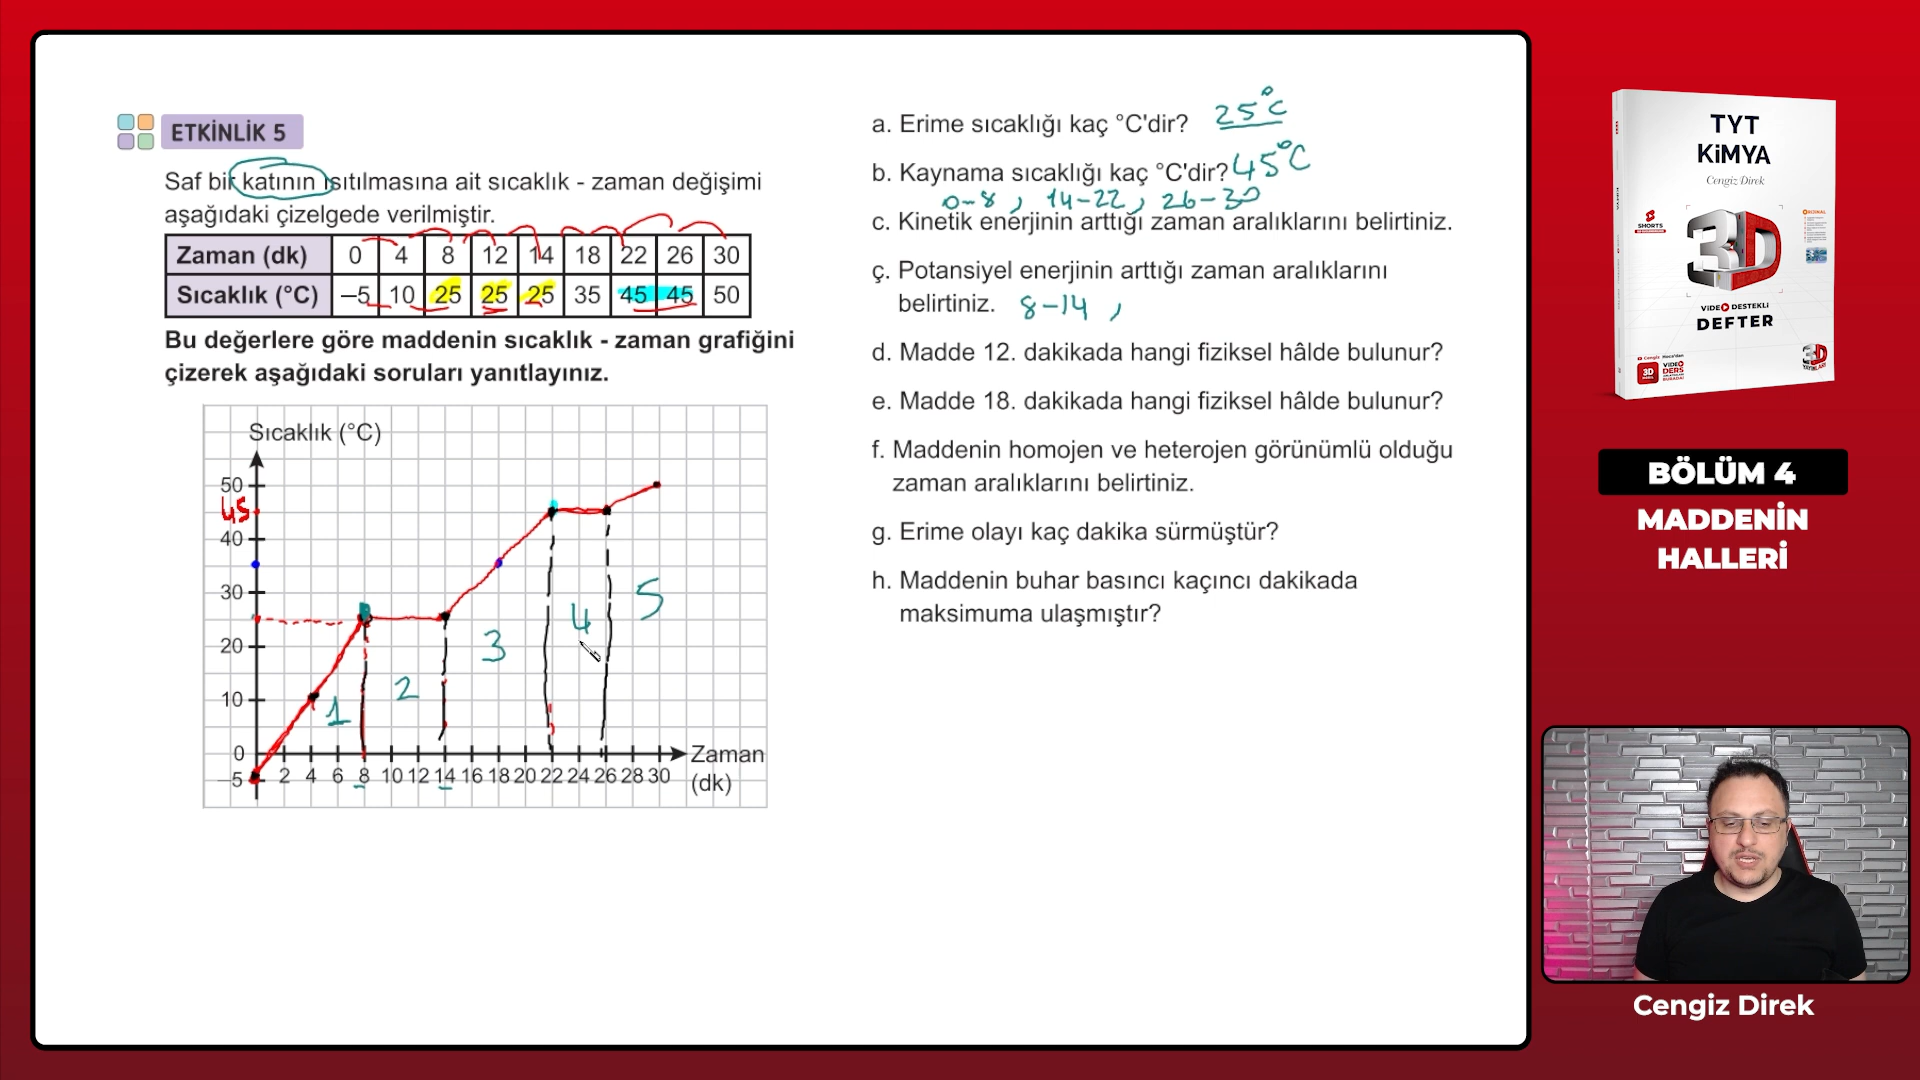 ETKİNLİK 5
Saf bir katının ısıtılmasına ait sıcaklık - zaman değişimi
aşağıdaki çizelgede verilmiştir.
Zaman (dk) 0 4 8 12 14 18 22 26 30
Sıcaklık (°C) –5 10 25 25 25 35 45 45 50
Bu değerlere göre maddenin sıcaklık - zaman grafiğini
çizerek aşağıdaki soruları yanıtlayınız.
Sıcaklık (°C)
50
45
40
30
20
10
0
–5
1
2
3
4
5
2 4 6 8 10 12 14 16 18 20 22 24 26 28 30
Zaman
(dk)
a. Erime sıcaklığı kaç °C'dir? 25°C
b. Kaynama sıcaklığı kaç °C'dir? 45°C
0-8, 14-22, 26-30
c. Kinetik enerjinin arttığı zaman aralıklarını belirtiniz.
ç. Potansiyel enerjinin arttığı zaman aralıklarını
belirtiniz. 8-14,
d. Madde 12. dakikada hangi fiziksel hâlde bulunur?
e. Madde 18. dakikada hangi fiziksel hâlde bulunur?
f. Maddenin homojen ve heterojen görünümlü olduğu
zaman aralıklarını belirtiniz.
g. Erime olayı kaç dakika sürmüştür?
h. Maddenin buhar basıncı kaçıncı dakikada
maksimuma ulaşmıştır?
TYT
KİMYA
Cengiz Direk
SHORTS
3D
VİDEO DESTEKLİ
DEFTER
3D
VİDEO
DERS
3D
YAYINLARI
BÖLÜM 4
MADDENİN
HALLERİ
Cengiz Direk